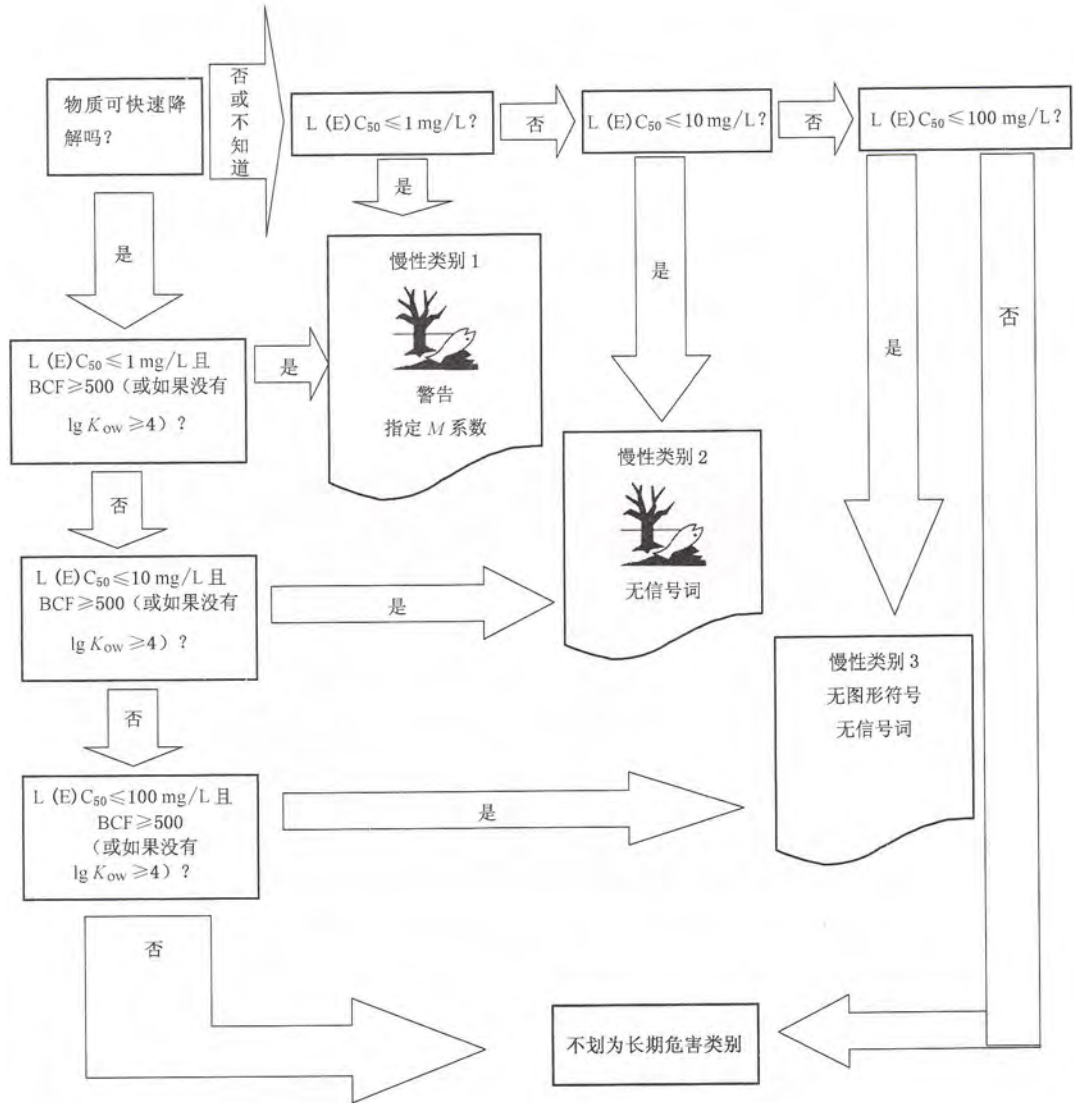 物质可快速降
解吗？
否或不知道
L (E)C₅₀≤1 mg/L？
否
L (E)C₅₀≤10 mg/L？
否
L (E)C₅₀≤100 mg/L？
是
是
慢性类别 1
警告
指定 M 系数
是
是
否
L (E)C₅₀≤1 mg/L 且
BCF≥500（或如果没有
lg Kow≥4）？
是
否
慢性类别 2
无信号词
L (E)C₅₀≤10 mg/L 且
BCF≥500（或如果没有
lg Kow≥4）？
是
慢性类别 3
无图形符号
无信号词
否
L (E)C₅₀≤100 mg/L 且
BCF≥500
（或如果没有
lg Kow≥4）？
是
否
不划为长期危害类别